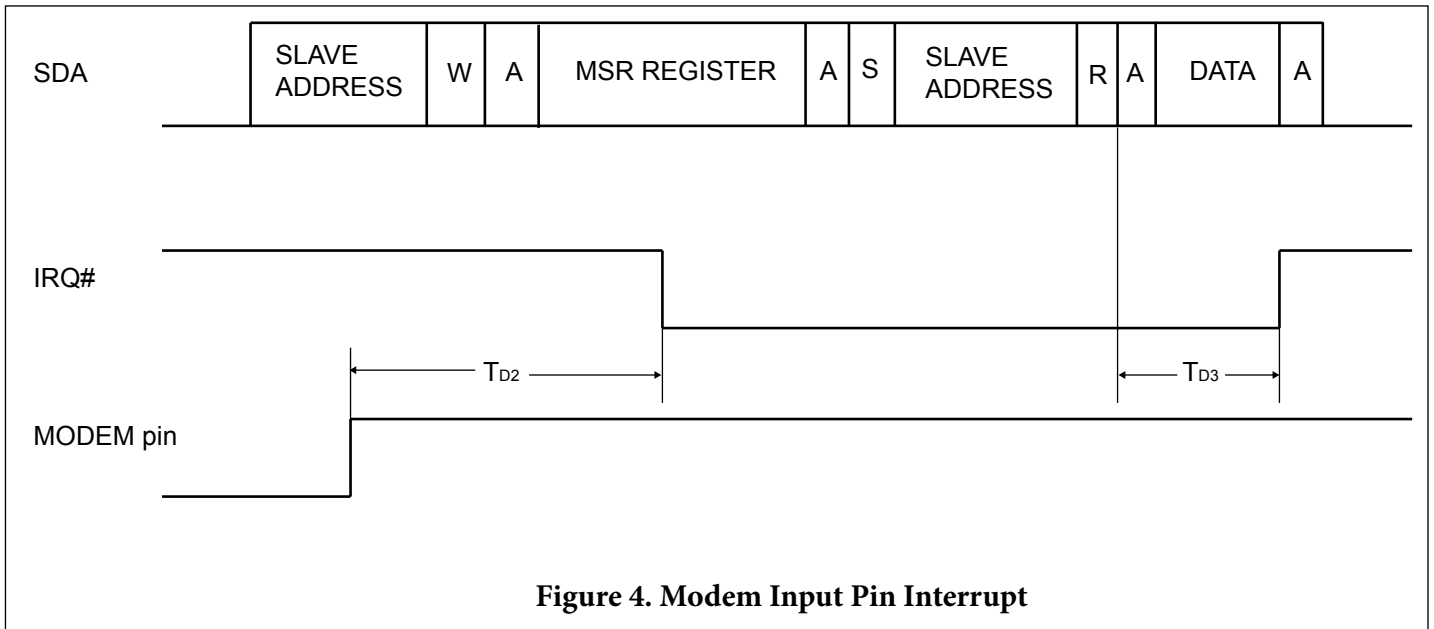 SDA
SLAVE
ADDRESS
W
A
MSR REGISTER
A
S
SLAVE
ADDRESS
R
A
DATA
A
IRQ#
TD2
TD3
MODEM pin
Figure 4. Modem Input Pin Interrupt